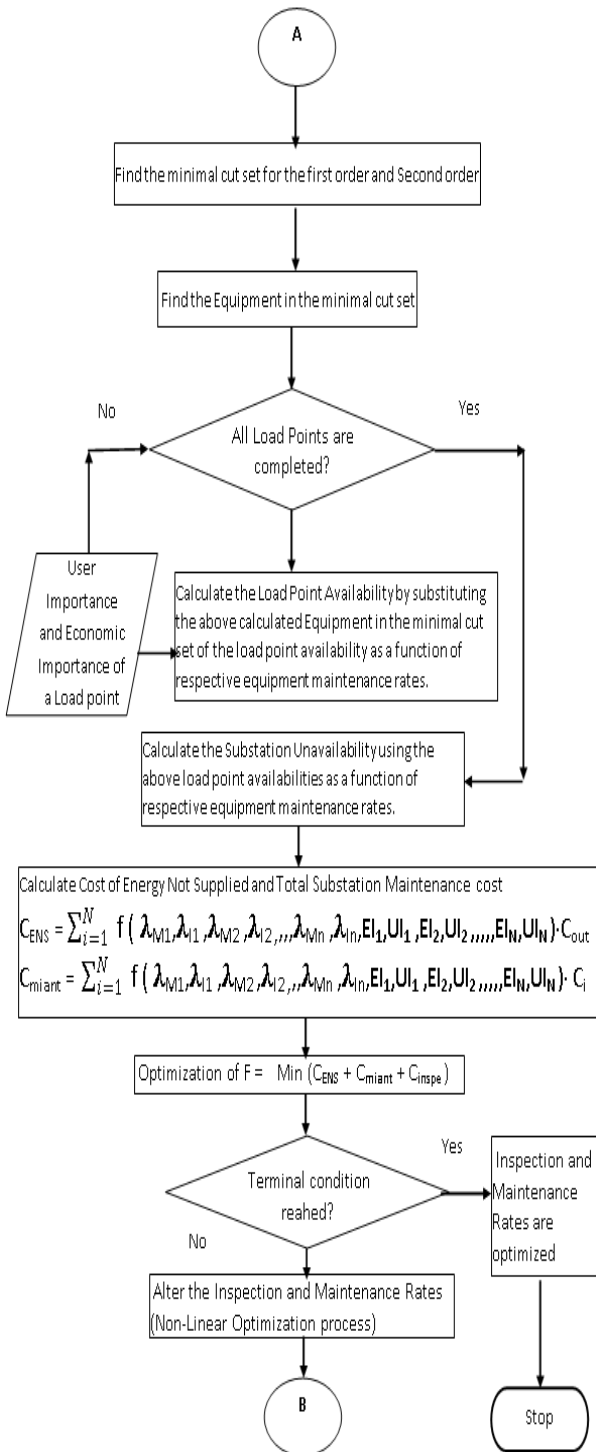 A
Find the minimal cut set for the first order and Second order
Find the Equipment in the minimal cut set
No
Yes
All Load Points are
completed?
User
Importance
and Economic
Importance of
a Load point
Calculate the Load Point Availability by substituting
the above calculated Equipment in the minimal cut
set of the load point availability as a function of
respective equipment maintenance rates.
Calculate the Substation Unavailability using the
above load point availabilities as a function of
respective equipment maintenance rates.
Calculate Cost of Energy Not Supplied and Total Substation Maintenance cost
C_ENS = ∑_{i=1}^{N} f ( λ_M1,λ_I1 ,λ_M2,λ_I2,,,λ_Mn ,λ_In,EI_1,UI_1 ,EI_2,UI_2,,,,,EI_N,UI_N)·C_out
C_miant = ∑_{i=1}^{N} f ( λ_M1,λ_I1 ,λ_M2,λ_I2,,,λ_Mn ,λ_In,EI_1,UI_1 ,EI_2,UI_2,,,,,EI_N,UI_N)· C_i
Optimization of F = Min (C_ENS + C_miant + C_inspe )
Yes
Terminal condition
reahed?
Inspection and
Maintenance
Rates are
optimized
No
Alter the Inspection and Maintenance Rates
(Non-Linear Optimization process)
B
Stop